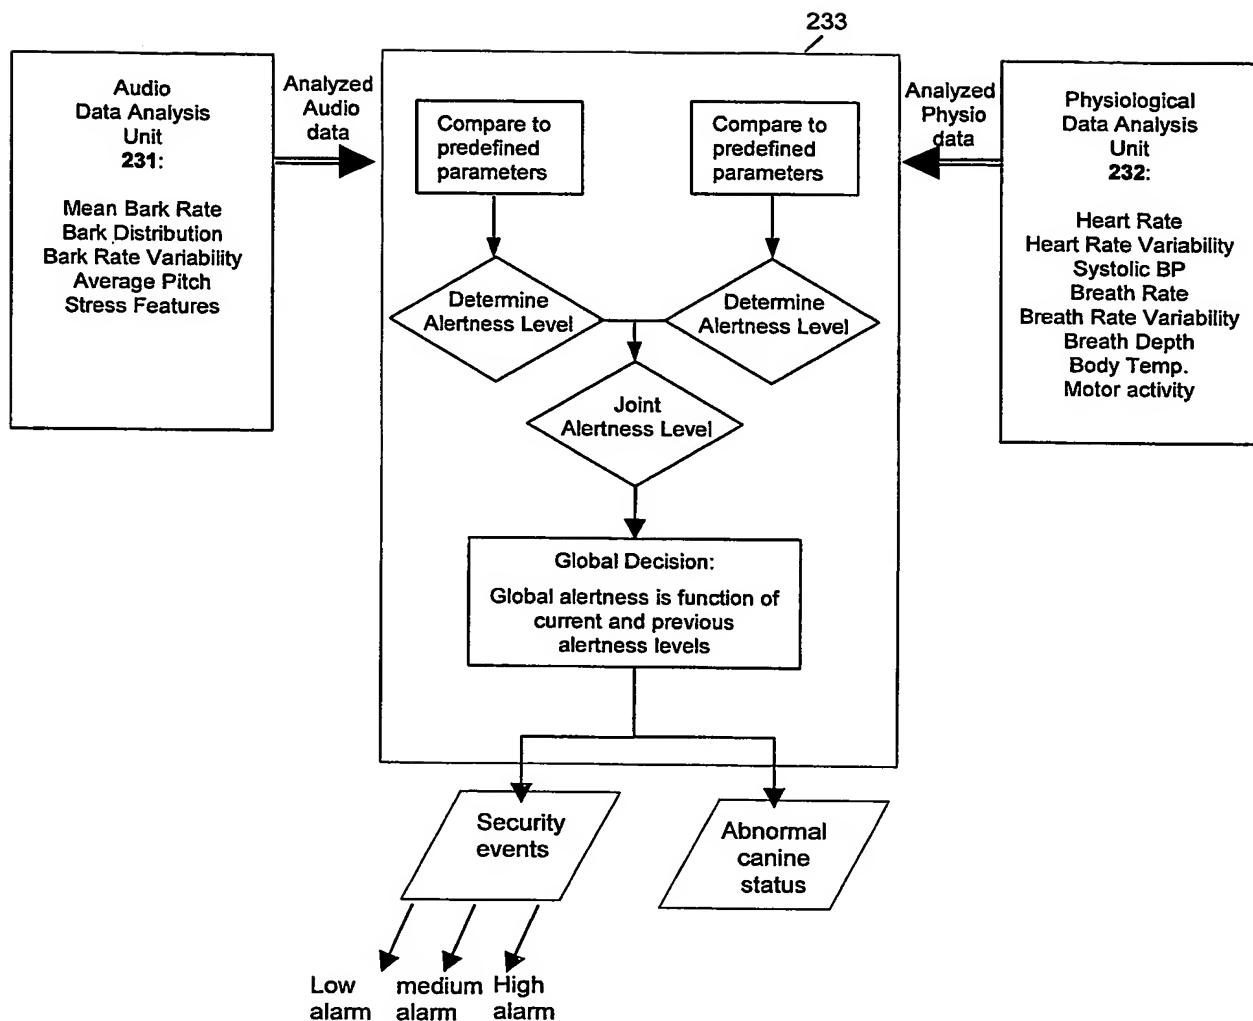 233
Audio
Data Analysis
Unit
231:
Mean Bark Rate
Bark Distribution
Bark Rate Variability
Average Pitch
Stress Features
Analyzed
Audio
data
Compare to
predefined
parameters
Compare to
predefined
parameters
Analyzed
Physio
data
Physiological
Data Analysis
Unit
232:
Heart Rate
Heart Rate Variability
Systolic BP
Breath Rate
Breath Rate Variability
Breath Depth
Body Temp.
Motor activity
Determine
Alertness Level
Determine
Alertness Level
Joint
Alertness Level
Global Decision:
Global alertness is function of
current and previous
alertness levels
Security
events
Abnormal
canine
status
Low
alarm
medium
alarm
High
alarm